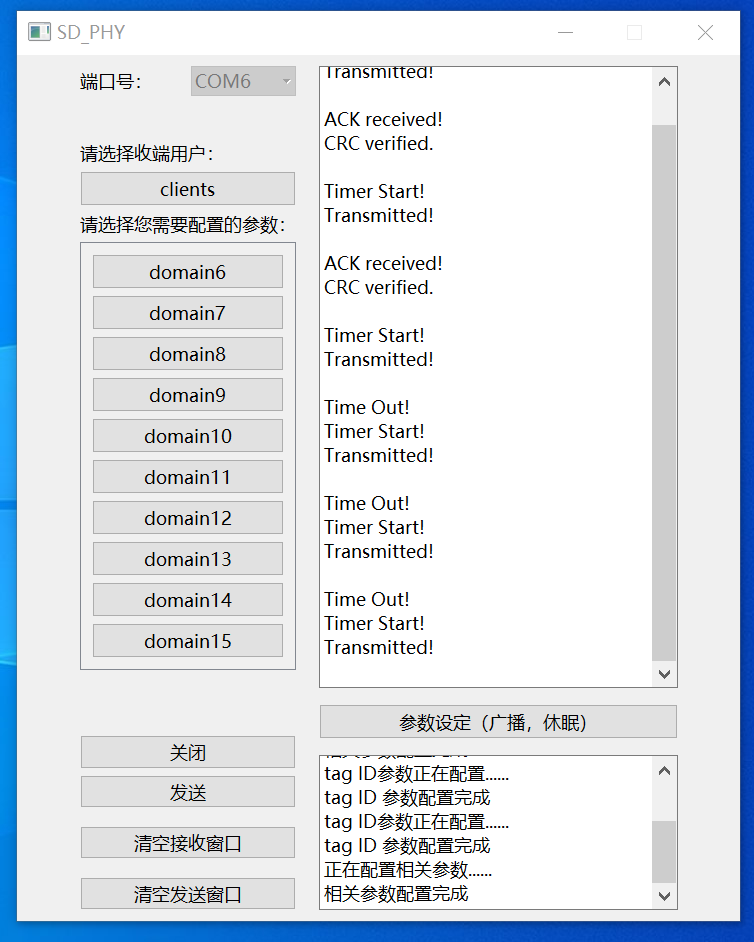 SD_PHY
端口号：
COM6
请选择收端用户：
clients
请选择您需要配置的参数：
domain6
domain7
domain8
domain9
domain10
domain11
domain12
domain13
domain14
domain15
关闭
发送
清空接收窗口
清空发送窗口
Transmitted!
ACK received!
CRC verified.
Timer Start!
Transmitted!
ACK received!
CRC verified.
Timer Start!
Transmitted!
Time Out!
Timer Start!
Transmitted!
Time Out!
Timer Start!
Transmitted!
Time Out!
Timer Start!
Transmitted!
参数设定（广播，休眠）
tag ID参数正在配置......
tag ID 参数配置完成
tag ID参数正在配置......
tag ID 参数配置完成
正在配置相关参数......
相关参数配置完成